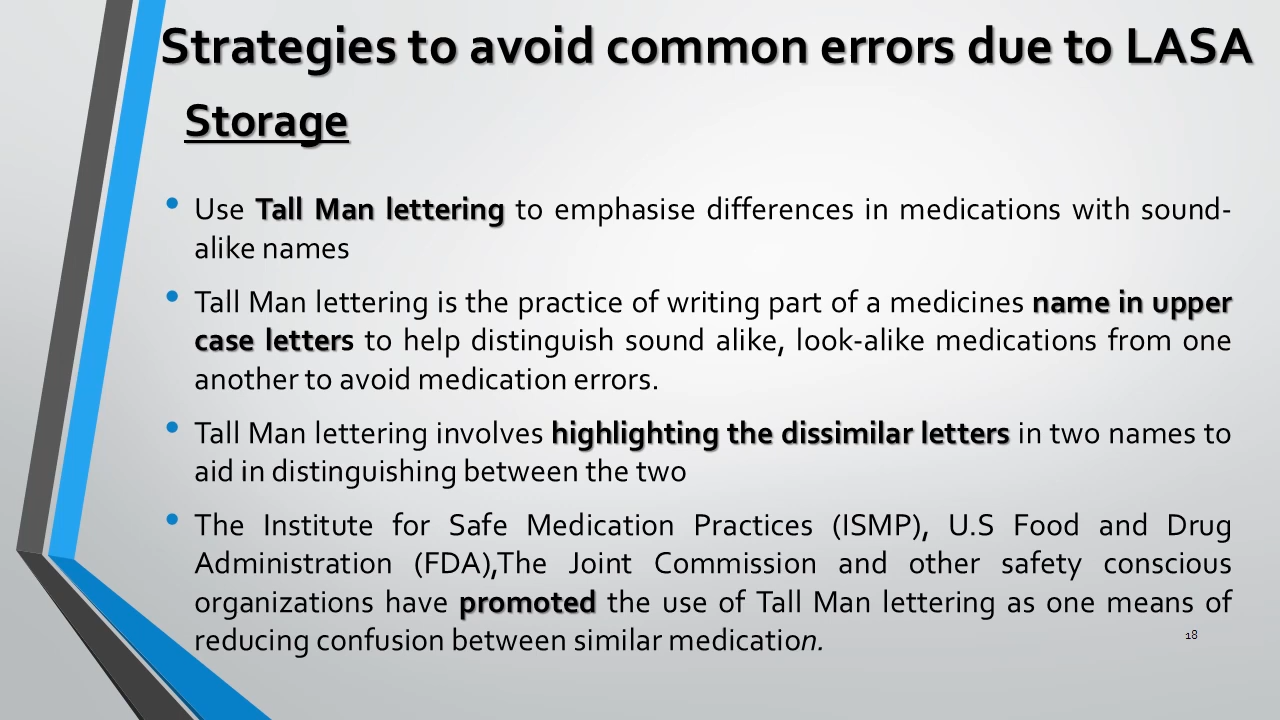 Strategies to avoid common errors due to LASA
Storage
• Use Tall Man lettering to emphasise differences in medications with sound-
alike names
• Tall Man lettering is the practice of writing part of a medicines name in upper
case letters to help distinguish sound alike, look-alike medications from one
another to avoid medication errors.
• Tall Man lettering involves highlighting the dissimilar letters in two names to
aid in distinguishing between the two
• The Institute for Safe Medication Practices (ISMP), U.S Food and Drug
Administration (FDA),The Joint Commission and other safety conscious
organizations have promoted the use of Tall Man lettering as one means of
reducing confusion between similar medication.
18